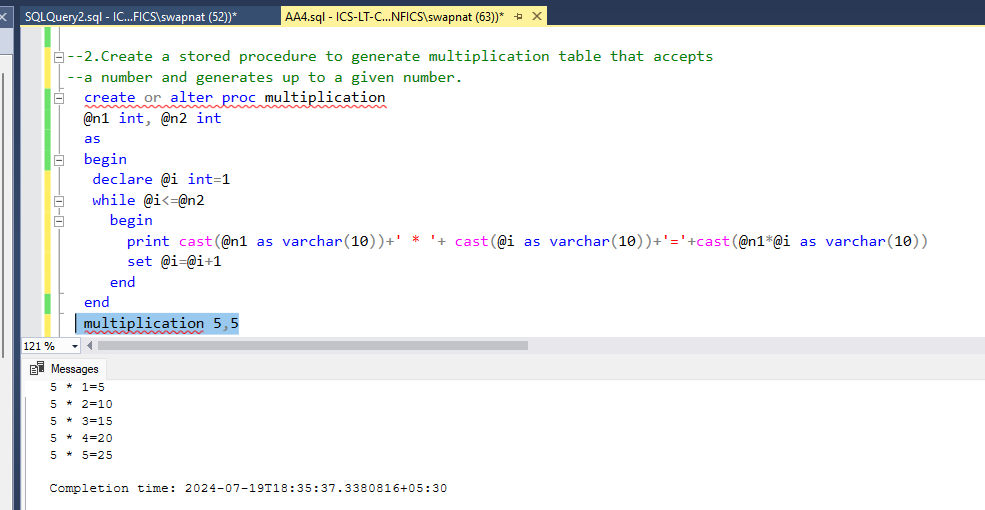 SQLQuery2.sql - IC...FICS\swapnat (52))*
AA4.sql - ICS-LT-C...NFICS\swapnat (63))*
--2.Create a stored procedure to generate multiplication table that accepts
--a number and generates up to a given number.
create or alter proc multiplication
@n1 int, @n2 int
as
begin
declare @i int=1
while @i<=@n2
begin
print cast(@n1 as varchar(10))+' * '+ cast(@i as varchar(10))+'='+cast(@n1*@i as varchar(10))
set @i=@i+1
end
end
multiplication 5,5
121 %
Messages
5 * 1=5
5 * 2=10
5 * 3=15
5 * 4=20
5 * 5=25
Completion time: 2024-07-19T18:35:37.3380816+05:30